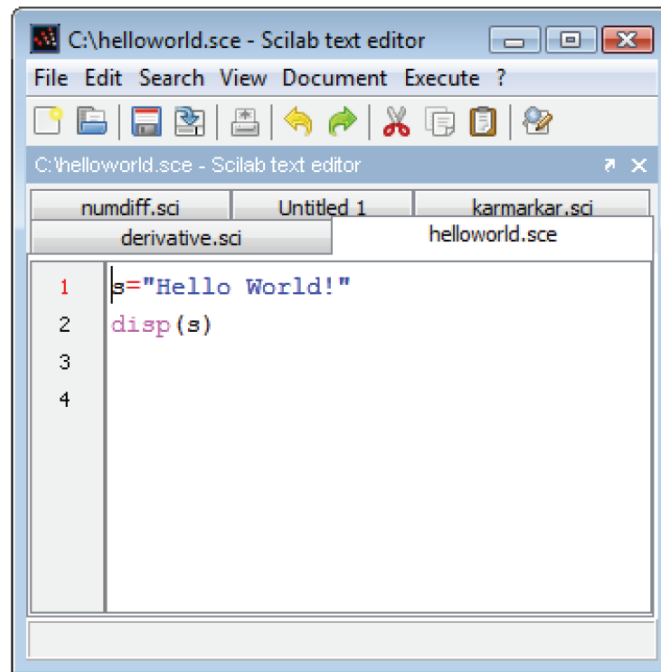 C:\helloworld.sce - Scilab text editor
File Edit Search View Document Execute ?
C:\helloworld.sce - Scilab text editor
numdiff.sci Untitled 1 karmarkar.sci
derivative.sci helloworld.sce
1 s="Hello World!"
2 disp(s)
3
4